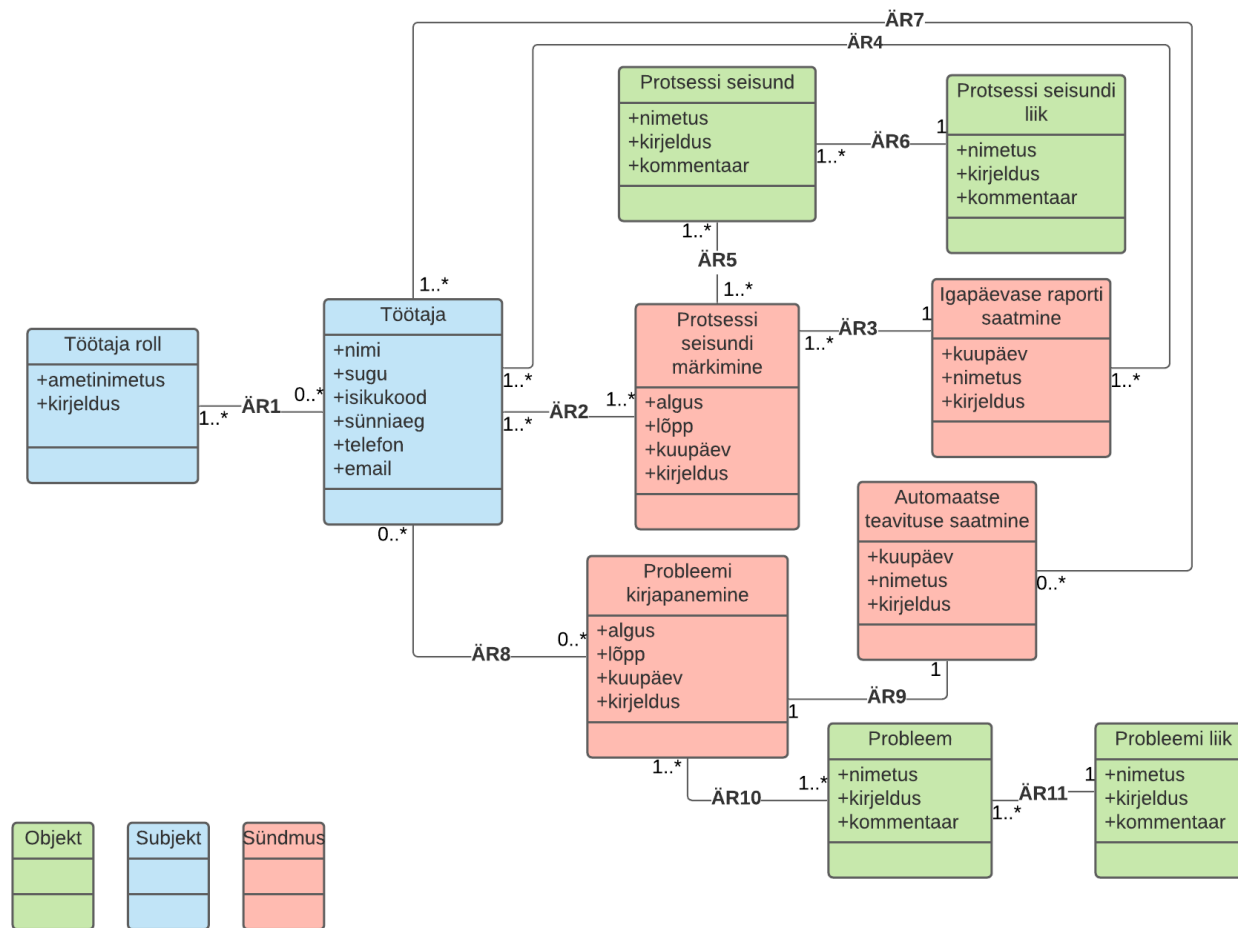 ÄR7
ÄR4
Protsessi seisund
+nimetus
+kirjeldus
+kommentaar
1..*
ÄR6
1
Protsessi seisundi
liik
+nimetus
+kirjeldus
+kommentaar
1..*
ÄR5
1..*
1..*
Töötaja roll
+ametinimetus
+kirjeldus
1..*
ÄR1
0..*
Töötaja
+nimi
+sugu
+isikukood
+sünniaeg
+telefon
+email
1..*
1..*
ÄR2
1..*
Protsessi
seisundi
märkimine
+algus
+lõpp
+kuupäev
+kirjeldus
1..*
ÄR3
1
Igapäevase raporti
saatmine
+kuupäev
+nimetus
+kirjeldus
1..*
Automaatse
teavituse saatmine
+kuupäev
+nimetus
+kirjeldus
0..*
1
0..*
ÄR8
0..*
Probleemi
kirjapanemine
+algus
+lõpp
+kuupäev
+kirjeldus
1
ÄR9
1..*
ÄR10
1..*
Probleem
+nimetus
+kirjeldus
+kommentaar
1..*
ÄR11
1
Probleemi liik
+nimetus
+kirjeldus
+kommentaar
Objekt
Subjekt
Sündmus